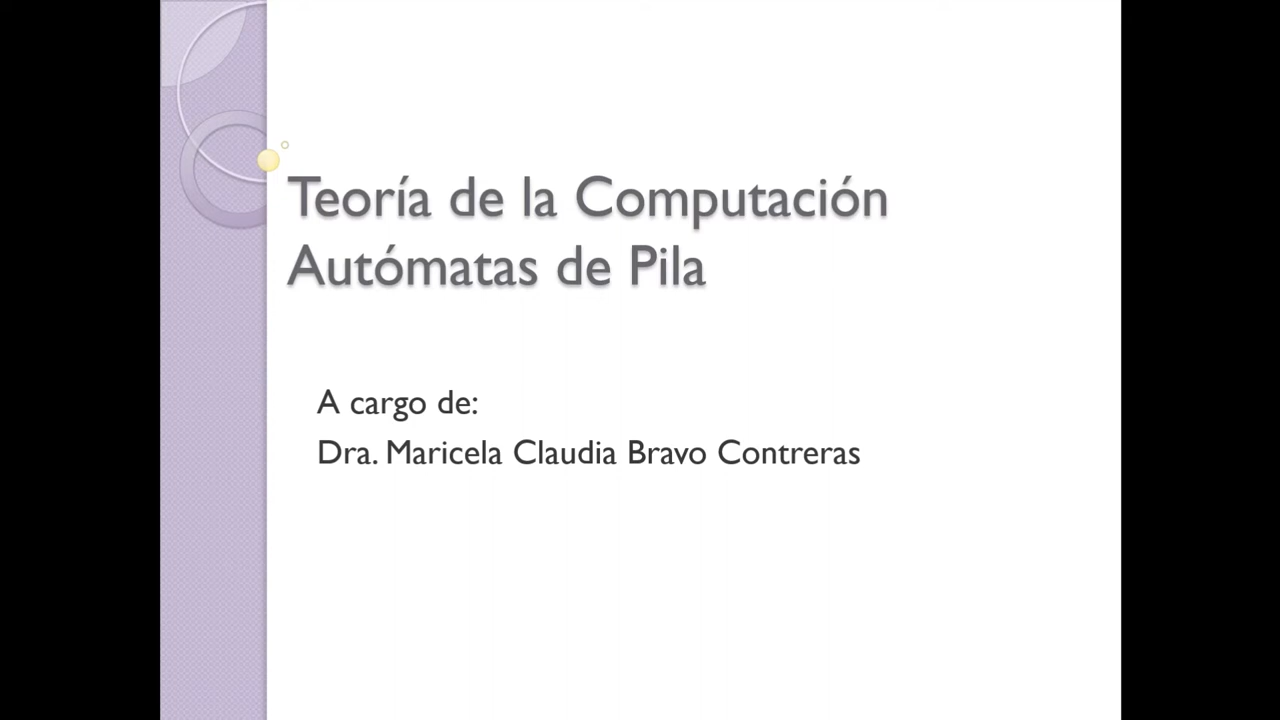 Teoría de la Computación
Autómatas de Pila
A cargo de:
Dra. Maricela Claudia Bravo Contreras